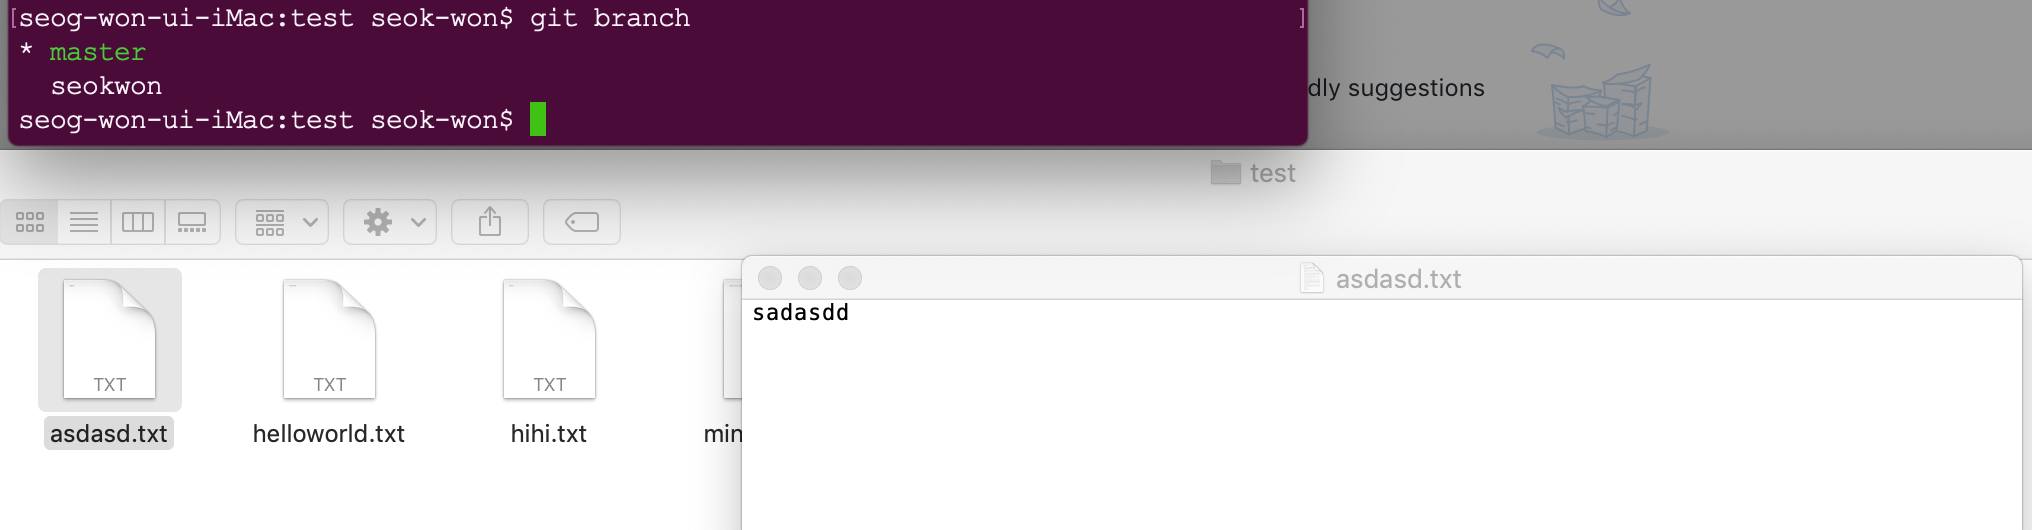 [seog-won-ui-iMac:test seok-won$ git branch ]
* master
seokwon
seog-won-ui-iMac:test seok-won$
dly suggestions
test
asdasd.txt
sadasdd
TXT
TXT
TXT
asdasd.txt
helloworld.txt
hihi.txt
min